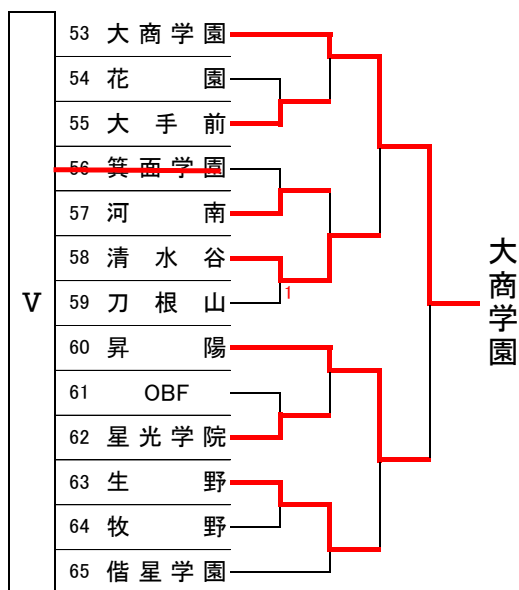 V
53 大商学園
54 花園
55 大手前
56 箕面学園
57 河南
58 清水谷
59 刀根山
60 昇陽
61 OBF
62 星光学院
63 生野
64 牧野
65 偕星学園
1
大商学園